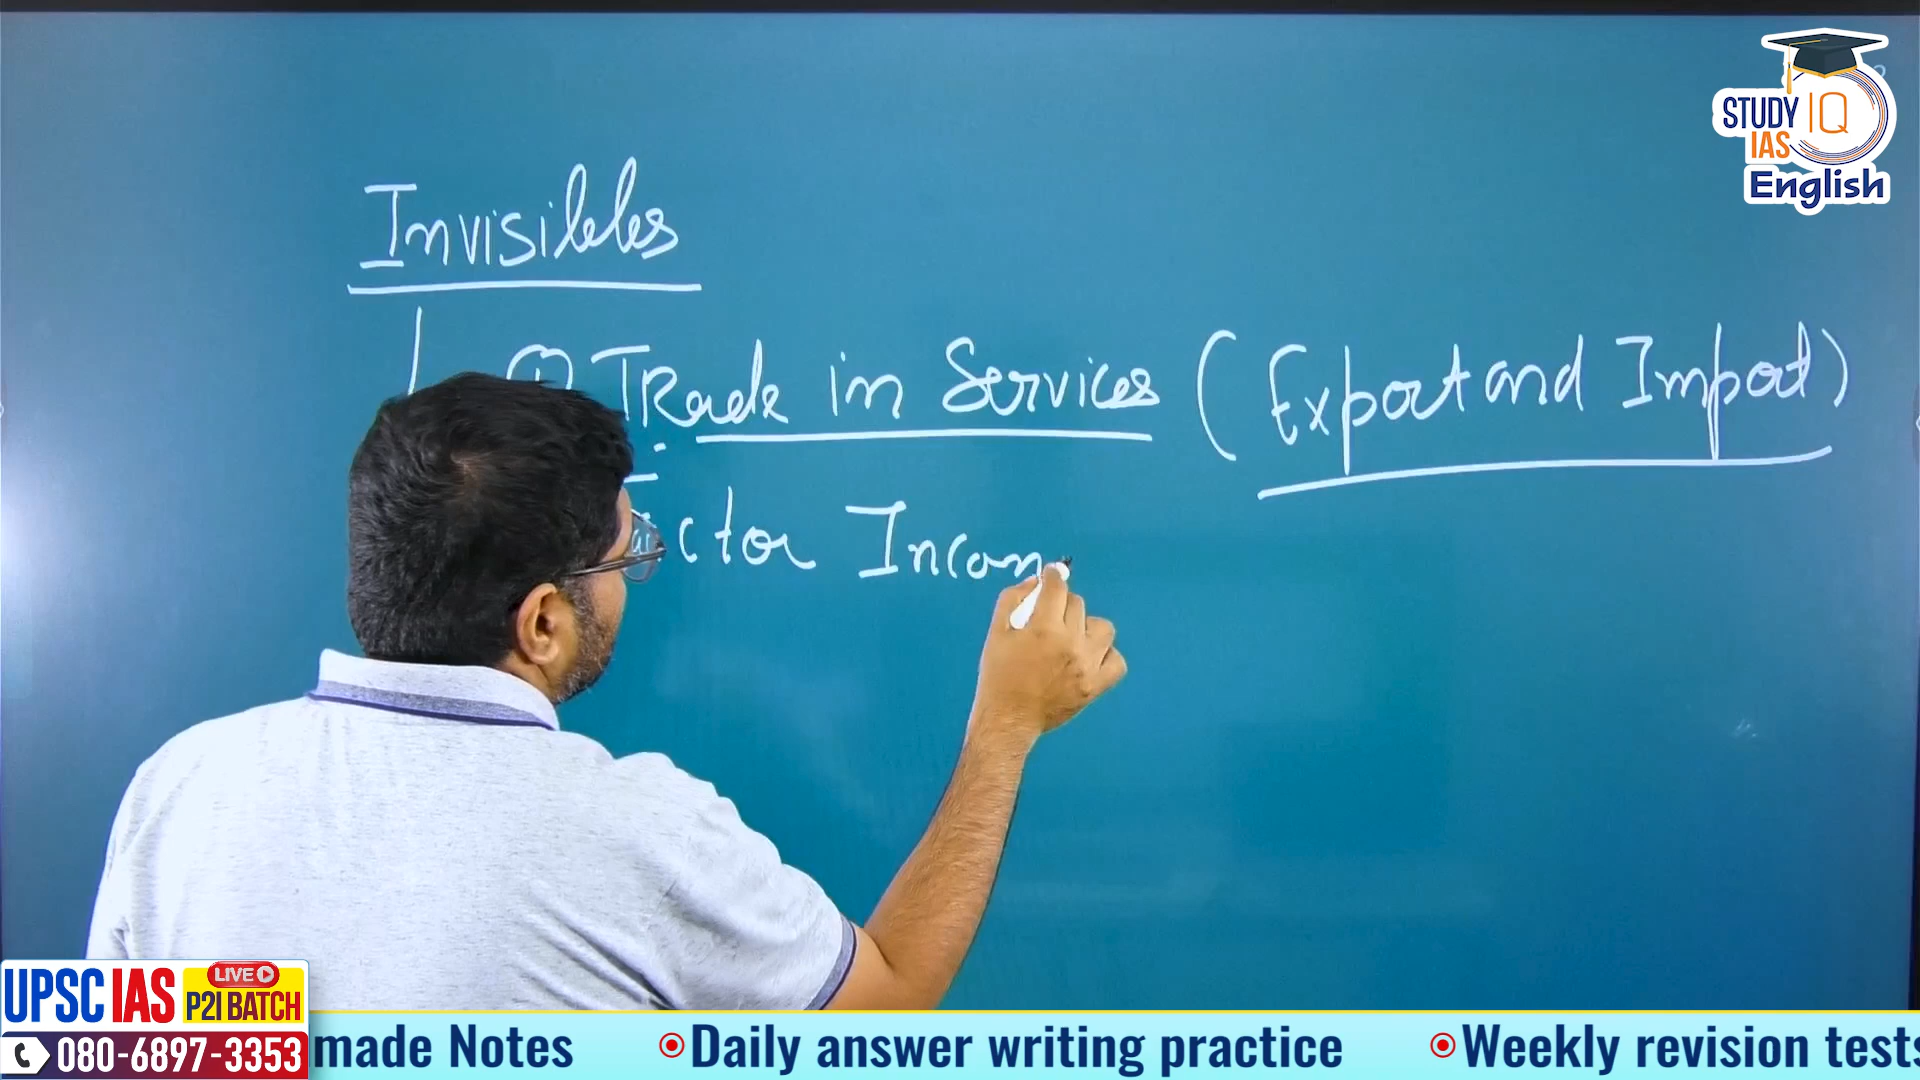 STUDY IQ
IAS
English
Invisibles
① Trade in Services (Export and Import)
ctor Incom
UPSC IAS LIVE P2I BATCH
080-6897-3353
made Notes Daily answer writing practice Weekly revision tests